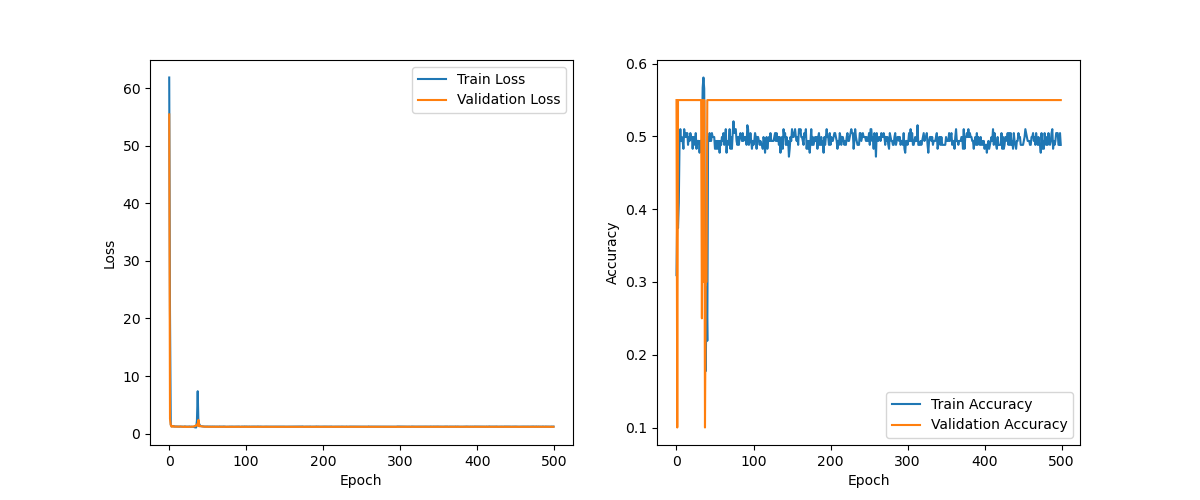 Train Loss
Validation Loss
60
50
40
30
20
10
0
Loss
0 100 200 300 400 500
Epoch
0.6
0.5
0.4
0.3
0.2
0.1
Accuracy
Train Accuracy
Validation Accuracy
0 100 200 300 400 500
Epoch